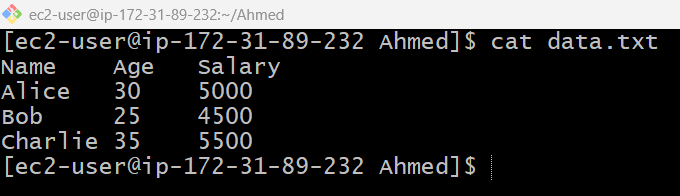 ec2-user@ip-172-31-89-232:~/Ahmed
[ec2-user@ip-172-31-89-232 Ahmed]$ cat data.txt
Name    Age    Salary
Alice   30     5000
Bob     25     4500
Charlie 35     5500
[ec2-user@ip-172-31-89-232 Ahmed]$